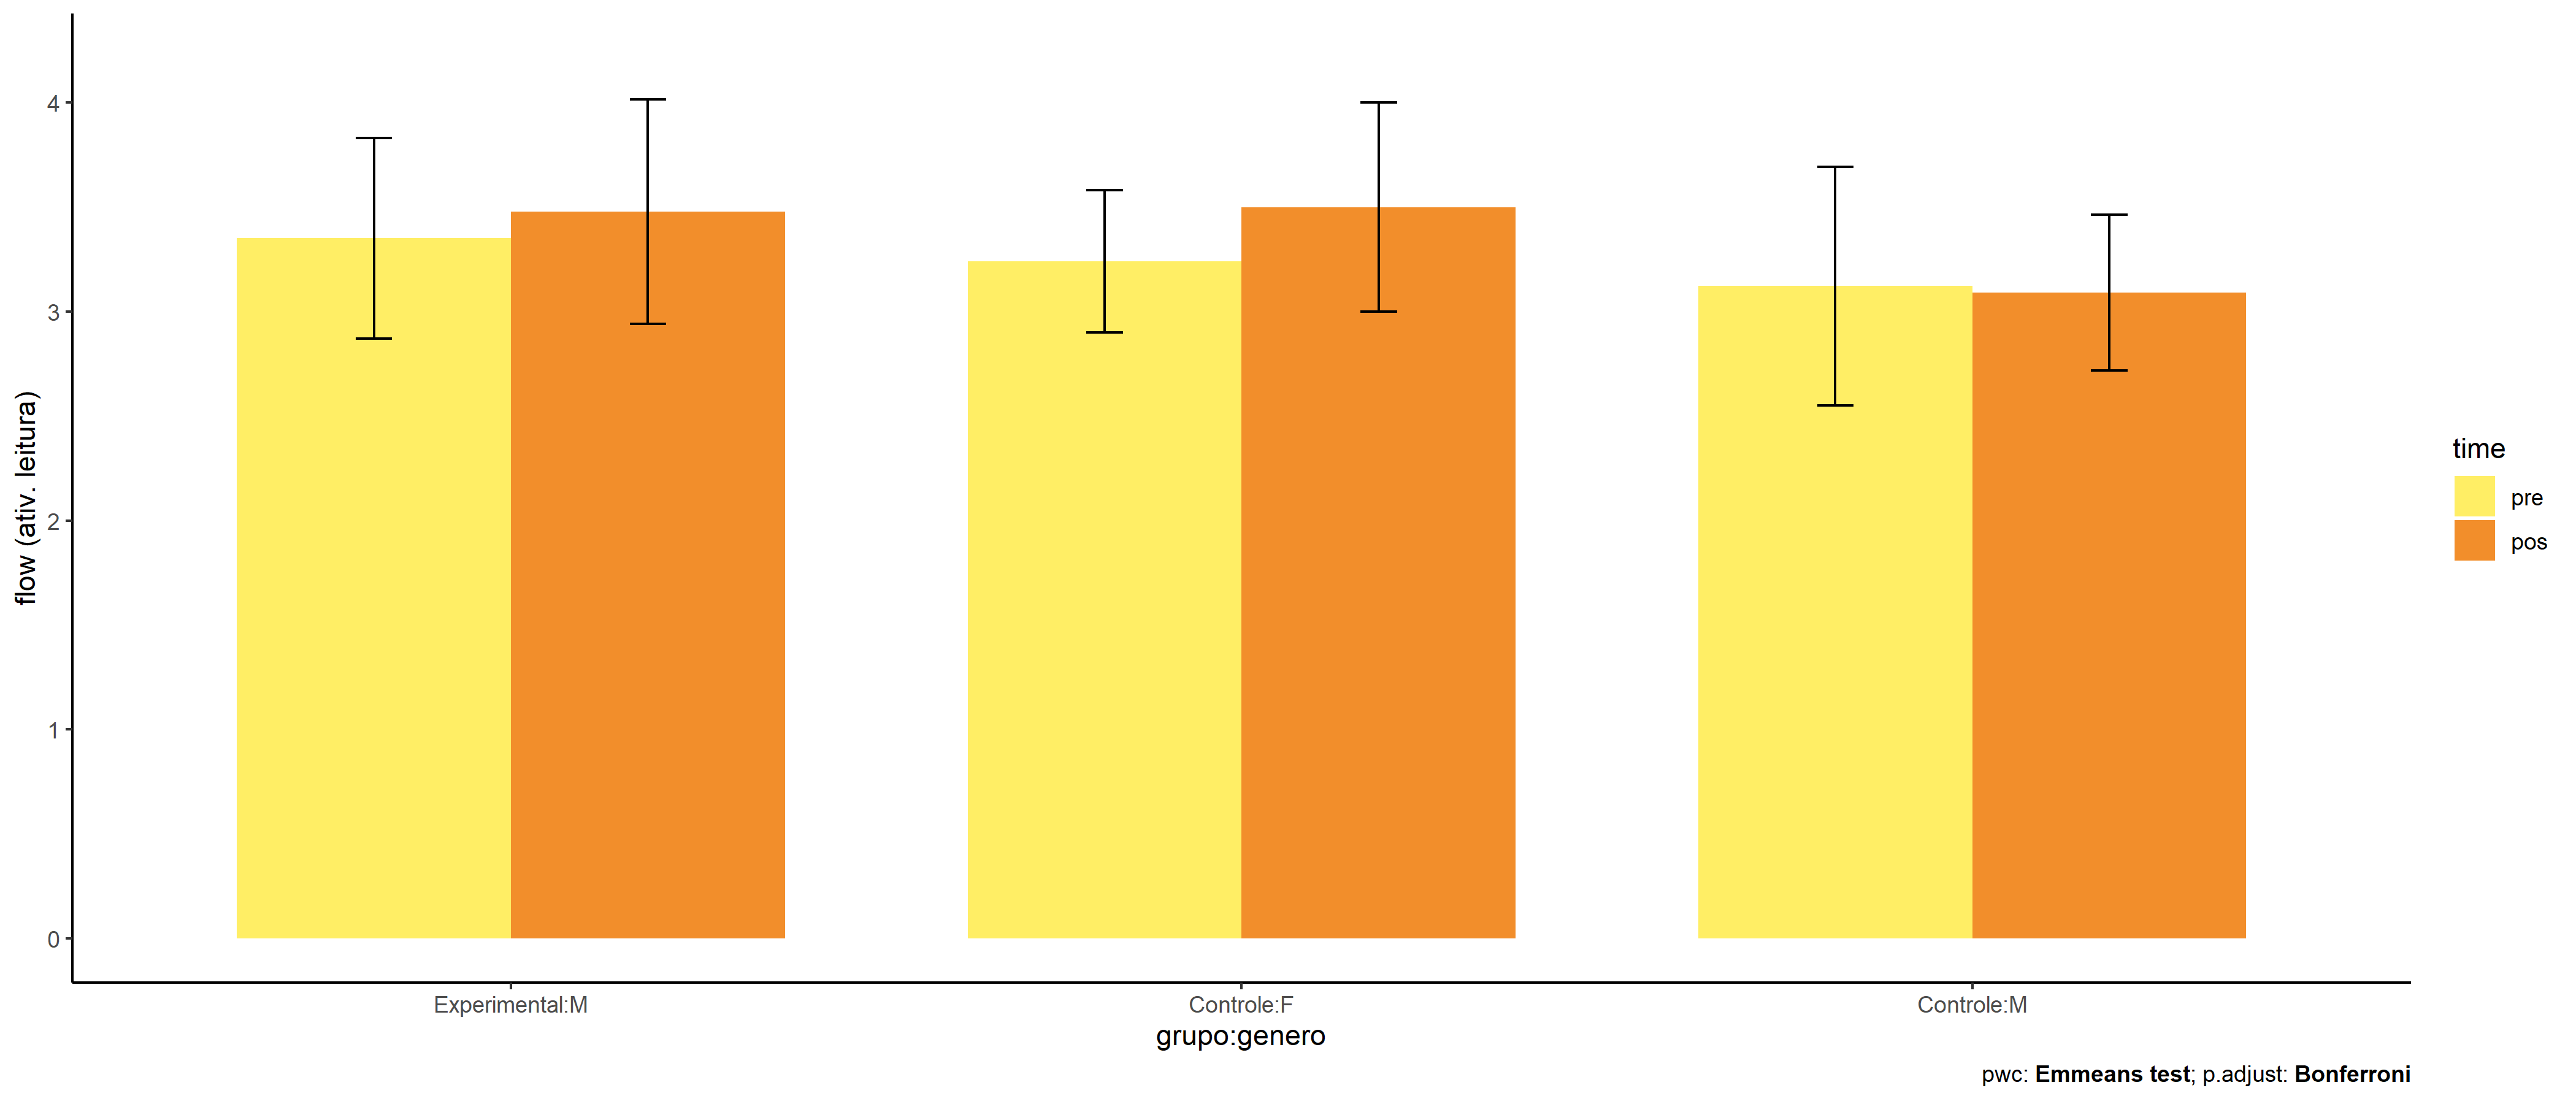 flow (ativ. leitura)
4
3
2
1
0
Experimental:M
Controle:F
Controle:M
grupo:genero
time
pre
pos
pwc: Emmeans test; p.adjust: Bonferroni